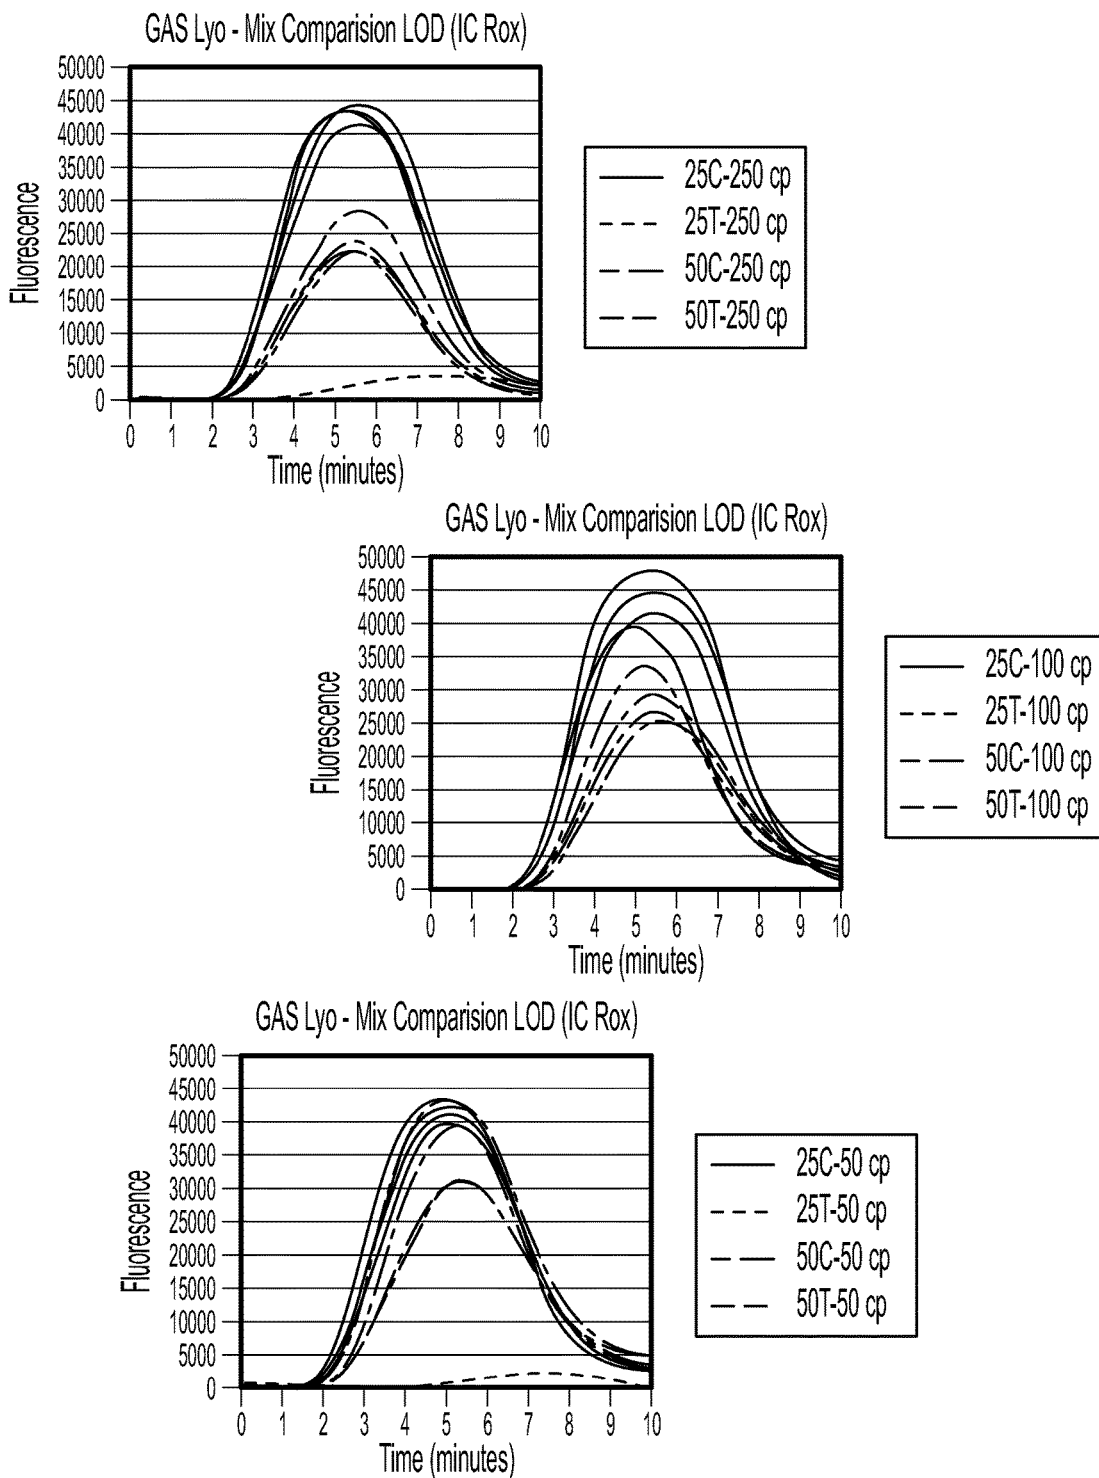 GAS Lyo - Mix Comparision LOD (IC Rox)
50000
45000
40000
35000
30000
25000
20000
15000
10000
5000
0
Fluorescence
0 1 2 3 4 5 6 7 8 9 10
Time (minutes)
25C-250 cp
25T-250 cp
50C-250 cp
50T-250 cp
GAS Lyo - Mix Comparision LOD (IC Rox)
50000
45000
40000
35000
30000
25000
20000
15000
10000
5000
0
Fluorescence
0 1 2 3 4 5 6 7 8 9 10
Time (minutes)
25C-100 cp
25T-100 cp
50C-100 cp
50T-100 cp
GAS Lyo - Mix Comparision LOD (IC Rox)
50000
45000
40000
35000
30000
25000
20000
15000
10000
5000
0
Fluorescence
0 1 2 3 4 5 6 7 8 9 10
Time (minutes)
25C-50 cp
25T-50 cp
50C-50 cp
50T-50 cp